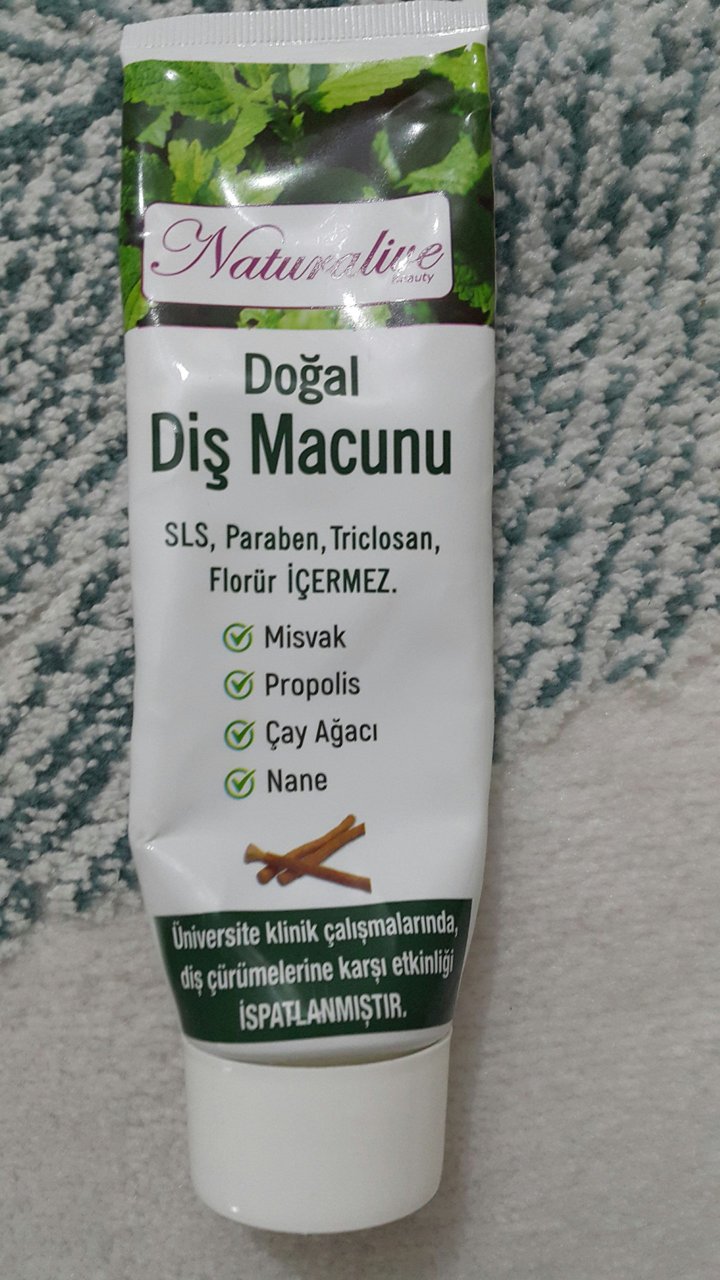 Naturalive
Beauty
Doğal
Diş Macunu
SLS, Paraben, Triclosan,
Florür İÇERMEZ.
Misvak
Propolis
Çay Ağacı
Nane
Üniversite klinik çalışmalarında,
diş çürümelerine karşı etkinliği
İSPATLANMIŞTIR.